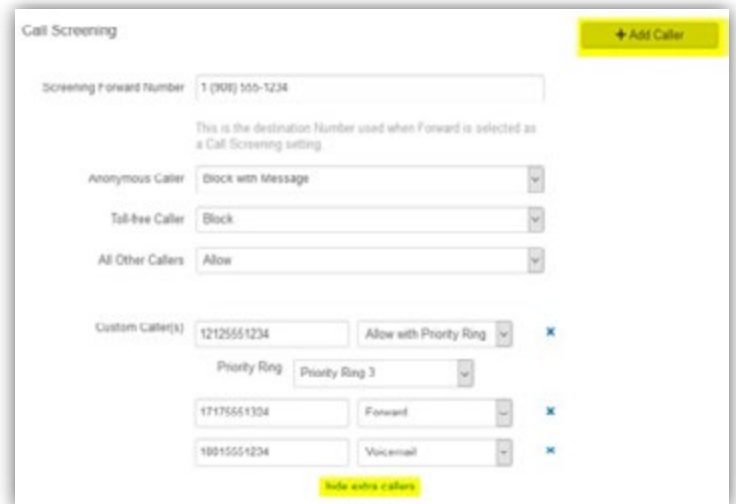 Call Screening
+ Add Caller
Screening Forward Number 1 (908) 555-1234
This is the destination Number used when Forward is selected as
a Call Screening setting.
Anonymous Caller Block with Message
Toll-free Caller Block
All Other Callers Allow
Custom Caller(s) 12125551234 Allow with Priority Ring
Priority Ring Priority Ring 3
Forward
18015551234 Voicemail
hide extra callers